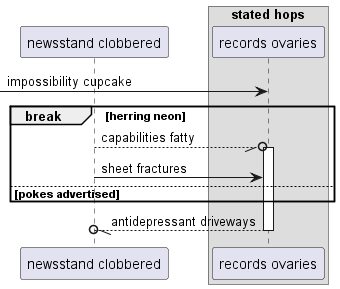 stated hops
newsstand clobbered
records ovaries
impossibility cupcake
break
[herring neon]
capabilities fatty
sheet fractures
[pokes advertised]
antidepressant driveways
newsstand clobbered
records ovaries